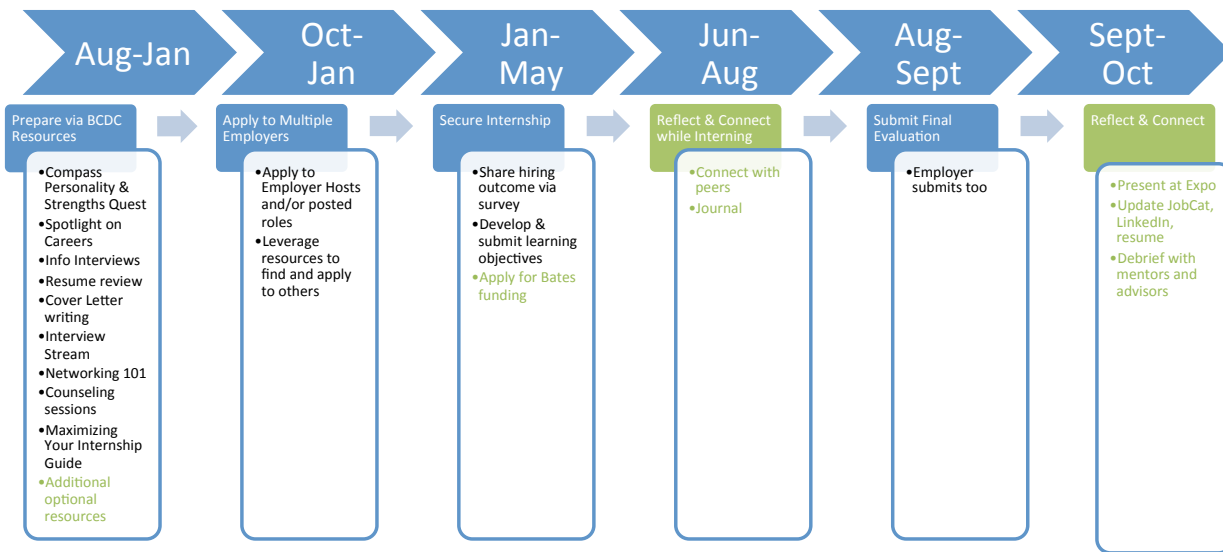 Aug-Jan
Oct-
Jan
Jan-
May
Jun-
Aug
Aug-
Sept
Sept-
Oct
Prepare via BCDC
Resources
•Compass
Personality &
Strengths Quest
•Spotlight on
Careers
•Info Interviews
•Resume review
•Cover Letter
writing
•Interview
Stream
•Networking 101
•Counseling
sessions
•Maximizing
Your Internship
Guide
•Additional
optional
resources
Apply to Multiple
Employers
•Apply to
Employer Hosts
and/or posted
roles
•Leverage
resources to
find and apply
to others
Secure Internship
•Share hiring
outcome via
survey
•Develop &
submit learning
objectives
•Apply for Bates
funding
Reflect & Connect
while Interning
•Connect with
peers
•Journal
Submit Final
Evaluation
•Employer
submits too
Reflect & Connect
•Present at Expo
•Update JobCat,
LinkedIn,
resume
•Debrief with
mentors and
advisors